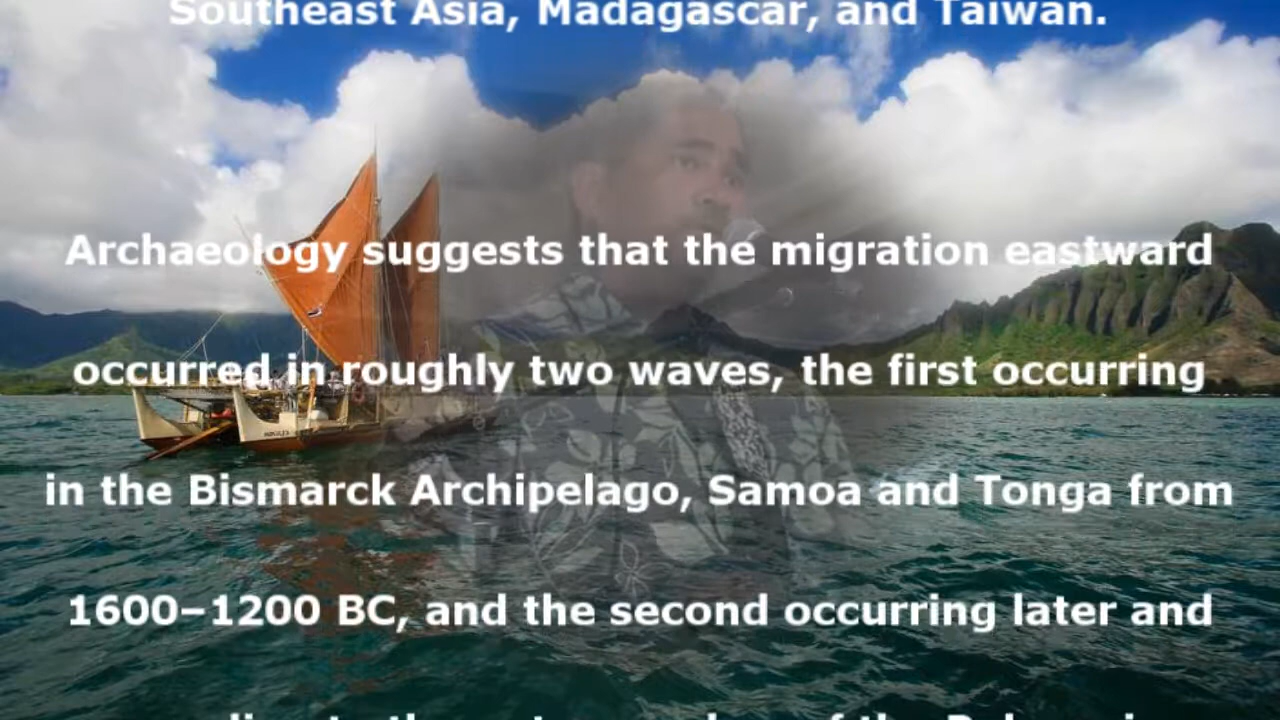 Southeast Asia, Madagascar, and Taiwan.
Archaeology suggests that the migration eastward
occurred in roughly two waves, the first occurring
in the Bismarck Archipelago, Samoa and Tonga from
1600–1200 BC, and the second occurring later and